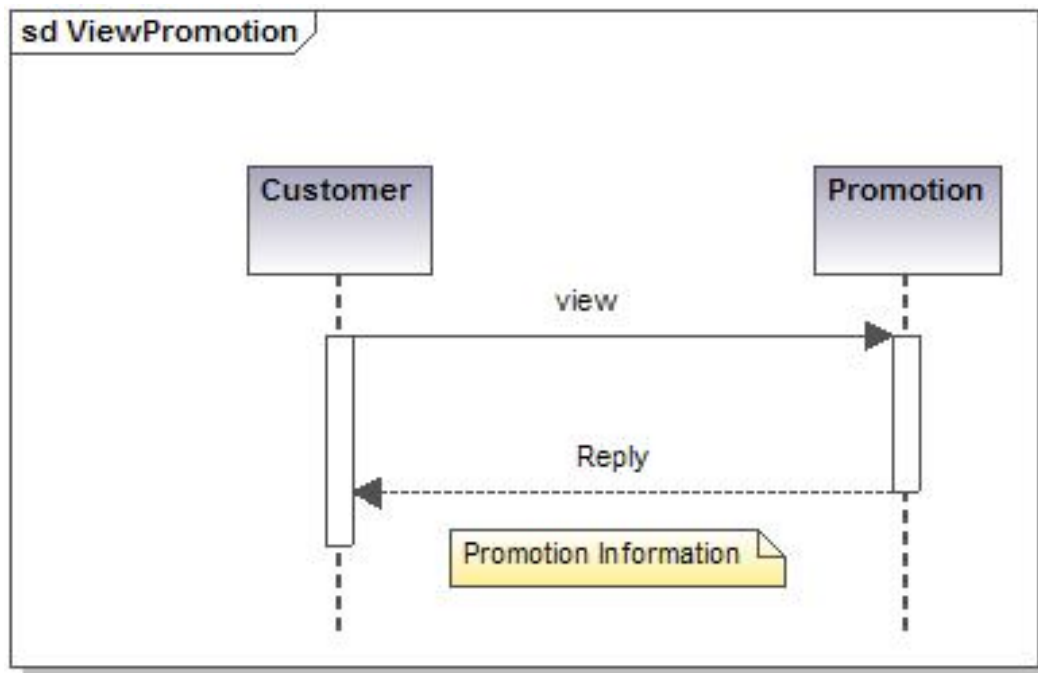 sd ViewPromotion
Customer
Promotion
view
Reply
Promotion Information